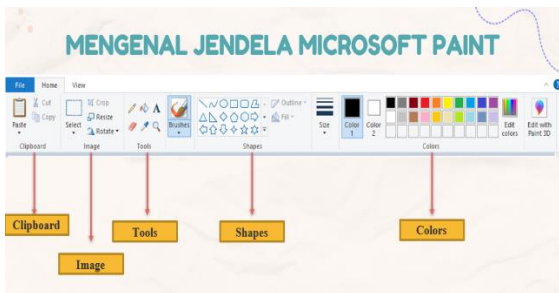 MENGENAL JENDELA MICROSOFT PAINT
File Home View
Paste
Cut
Copy
Clipboard
Select
Crop
Resize
Rotate
Image
A
Tools
Brushes
Outline
Fill
Shapes
Size
Color 1
Color 2
Edit colors
Colors
Edit with Paint 3D
Clipboard
Image
Tools
Shapes
Colors